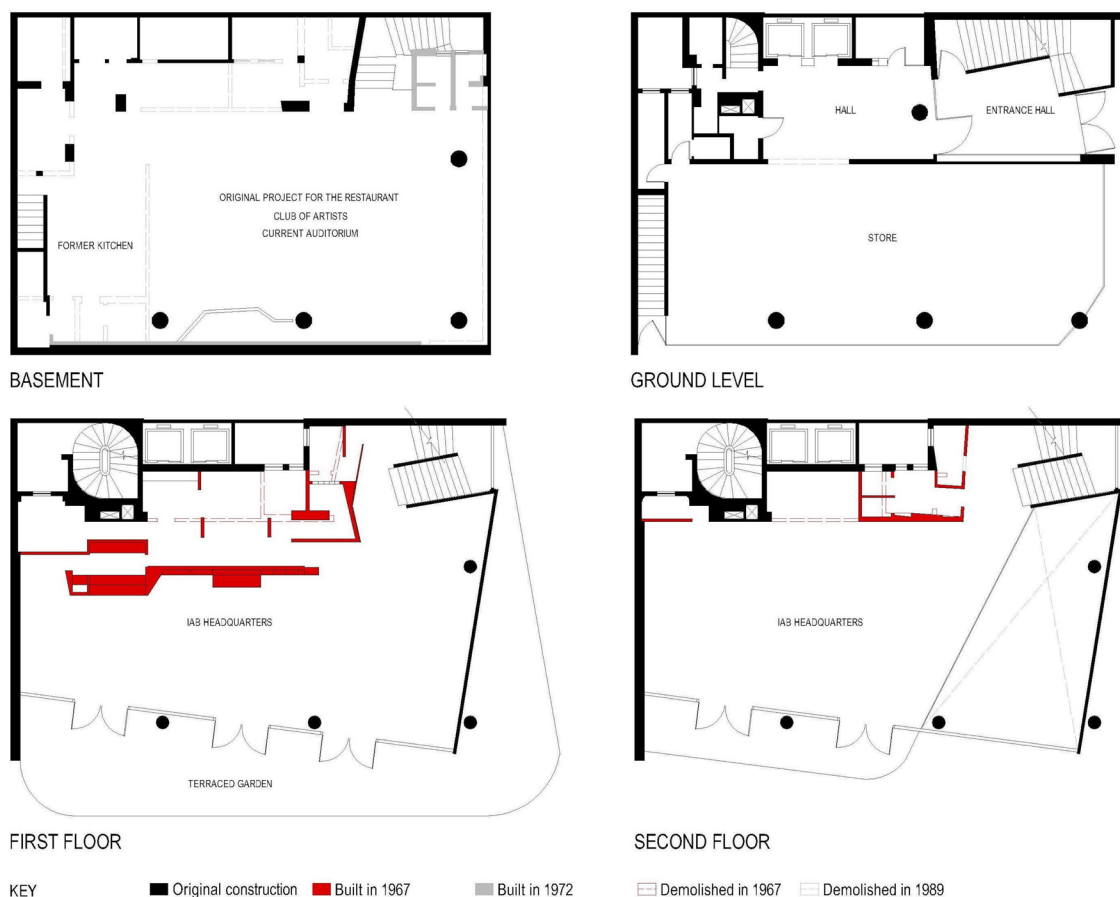 ORIGINAL PROJECT FOR THE RESTAURANT
CLUB OF ARTISTS
CURRENT AUDITORIUM
FORMER KITCHEN
BASEMENT
HALL
ENTRANCE HALL
STORE
GROUND LEVEL
IAB HEADQUARTERS
TERRACED GARDEN
FIRST FLOOR
IAB HEADQUARTERS
SECOND FLOOR
KEY
Original construction
Built in 1967
Built in 1972
Demolished in 1967
Demolished in 1989